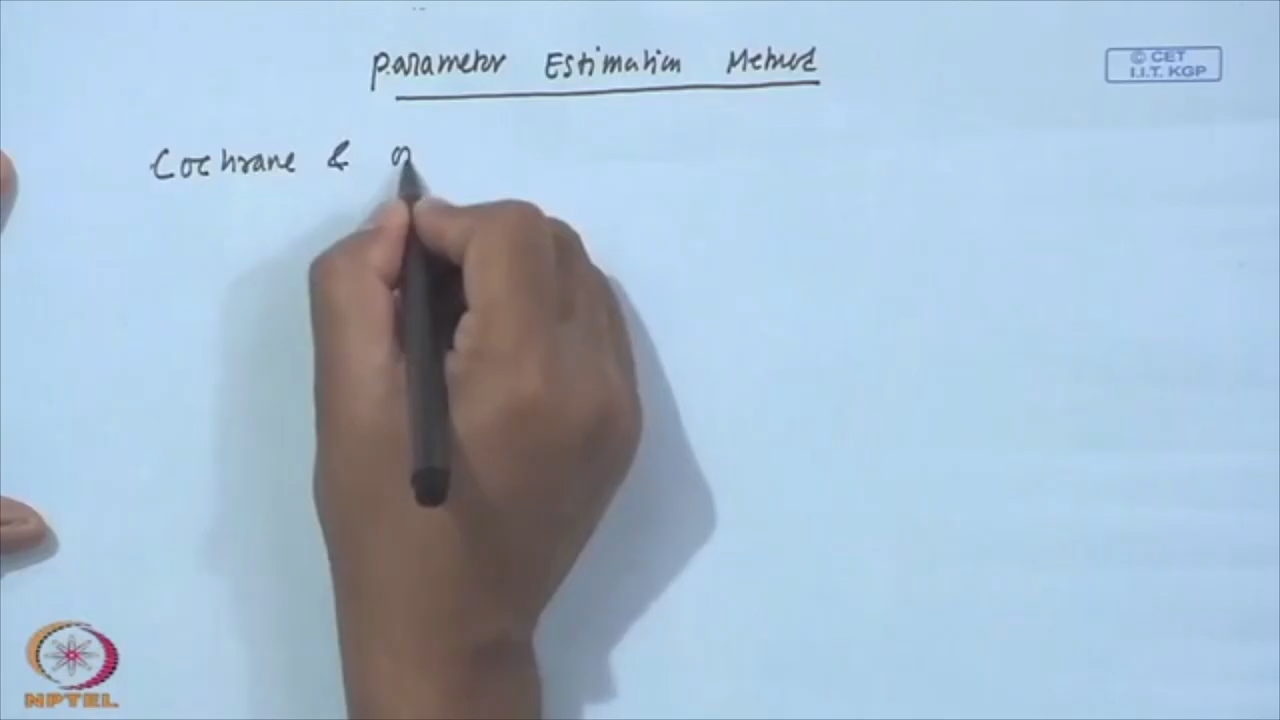 Parameter Estimation Method
© CET
I.I.T. KGP
Cochrane &
NPTEL